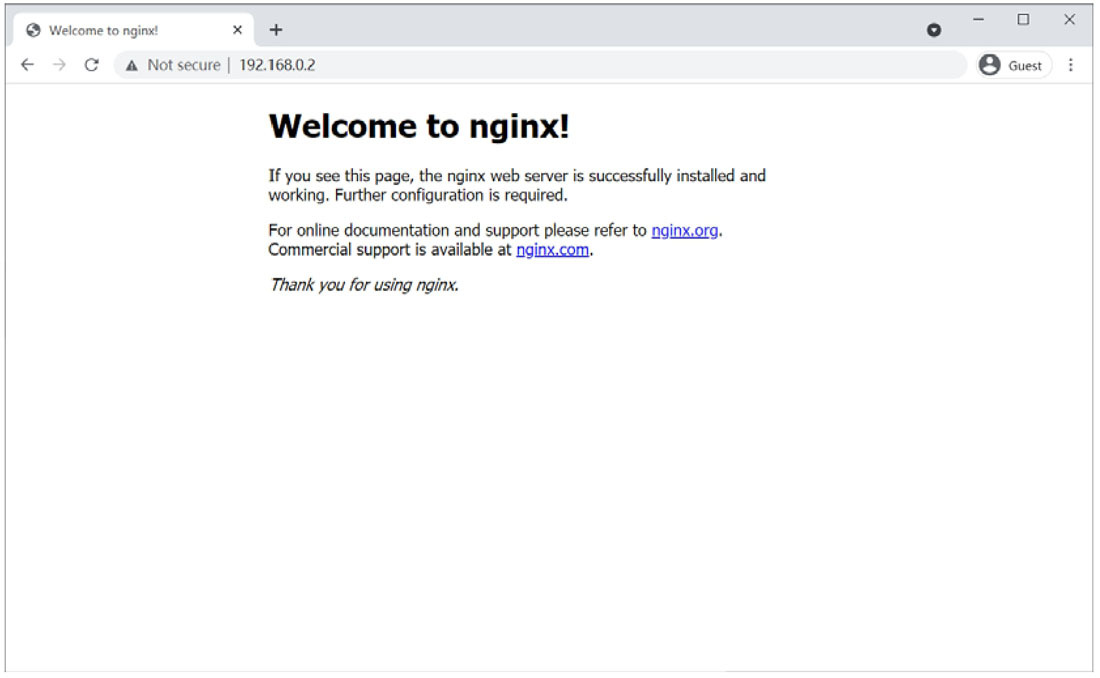 Welcome to nginx!
Not secure | 192.168.0.2
Guest
Welcome to nginx!
If you see this page, the nginx web server is successfully installed and
working. Further configuration is required.
For online documentation and support please refer to nginx.org.
Commercial support is available at nginx.com.
Thank you for using nginx.